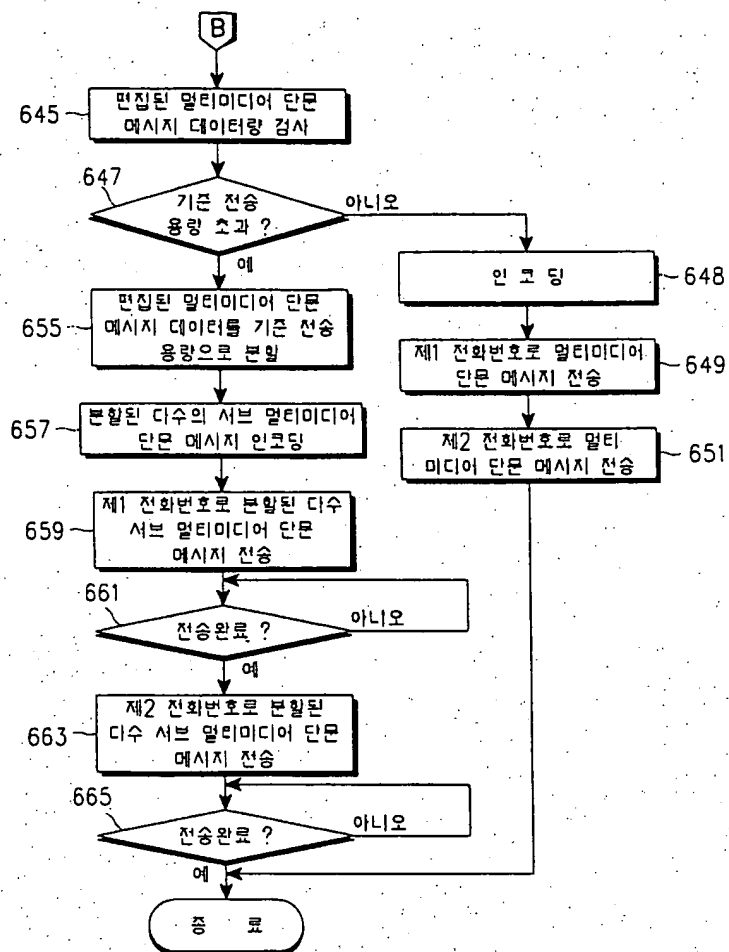 B
645
편집된 멀티미디어 단문
메시지 데이터량 검사
647
기준 전송
용량 초과 ?
아니오
예
인 코 딩
648
655
편집된 멀티미디어 단문
메시지 데이터를 기준 전송
용량으로 분할
제1 전화번호로 멀티미디어
단문 메시지 전송
649
657
분할된 다수의 서브 멀티미디어
단문 메시지 인코딩
제2 전화번호로 멀티
미디어 단문 메시지 전송
651
659
제1 전화번호로 분할된 다수
서브 멀티미디어 단문
메시지 전송
661
전송완료 ?
아니오
예
663
제2 전화번호로 분할된
다수 서브 멀티미디어 단문
메시지 전송
665
전송완료 ?
아니오
예
종 료